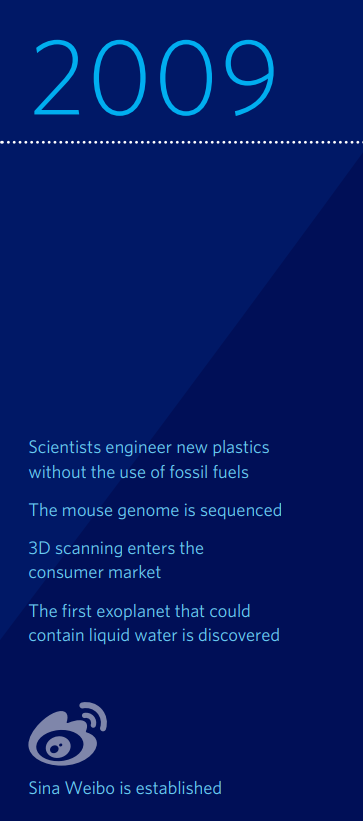 2009
Scientists engineer new plastics
without the use of fossil fuels
The mouse genome is sequenced
3D scanning enters the
consumer market
The first exoplanet that could
contain liquid water is discovered
Sina Weibo is established